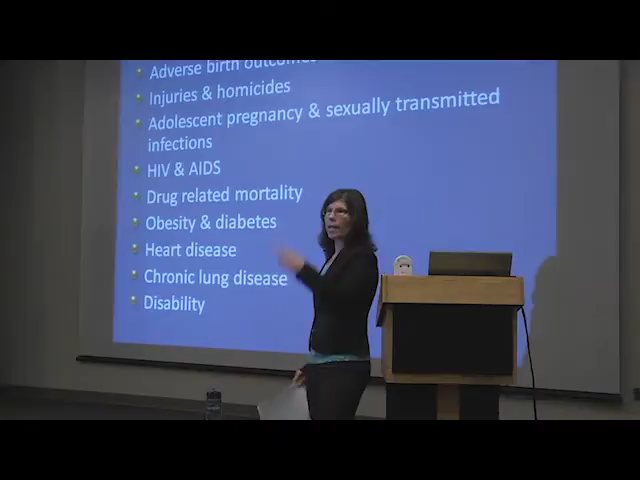 Adverse birth outcomes
Injuries & homicides
Adolescent pregnancy & sexually transmitted
infections
HIV & AIDS
Drug related mortality
Obesity & diabetes
Heart disease
Chronic lung disease
Disability